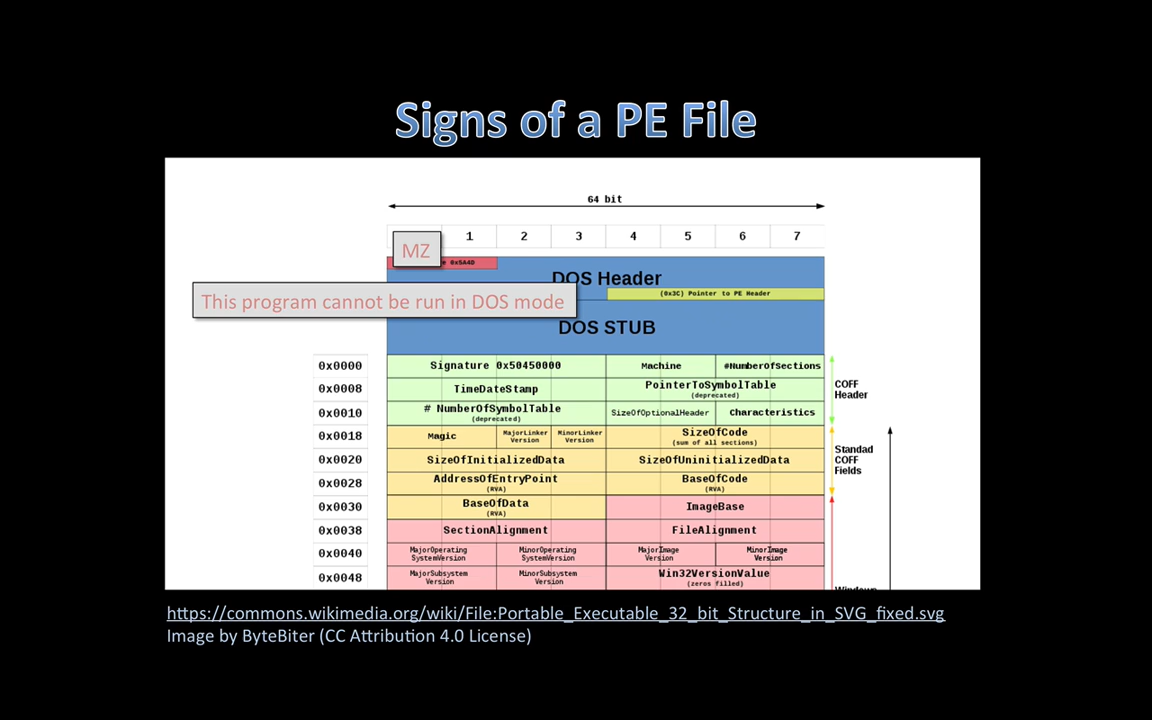 Signs of a PE File
64 bit
1 2 3 4 5 6 7
MZ
0x5A4D
DOS Header
(0x3C) Pointer to PE Header
This program cannot be run in DOS mode
DOS STUB
0x0000 Signature 0x50450000 Machine #NumberOfSections
0x0008 TimeDateStamp PointerToSymbolTable
(deprecated)
COFF
Header
0x0010 # NumberOfSymbolTable SizeOfOptionalHeader Characteristics
(deprecated)
0x0018 Magic MajorLinker MinorLinker SizeOfCode
Version Version (sum of all sections)
Standad
COFF
Fields
0x0020 SizeOfInitializedData SizeOfUninitializedData
0x0028 AddressOfEntryPoint BaseOfCode
(RVA) (RVA)
0x0030 BaseOfData ImageBase
(RVA)
0x0038 SectionAlignment FileAlignment
0x0040 MajorOperating MinorOperating MajorImage MinorImage
SystemVersion SystemVersion Version Version
0x0048 MajorSubsystem MinorSubsystem Win32VersionValue
Version Version (zeros filled)
https://commons.wikimedia.org/wiki/File:Portable_Executable_32_bit_Structure_in_SVG_fixed.svg
Image by ByteBiter (CC Attribution 4.0 License)